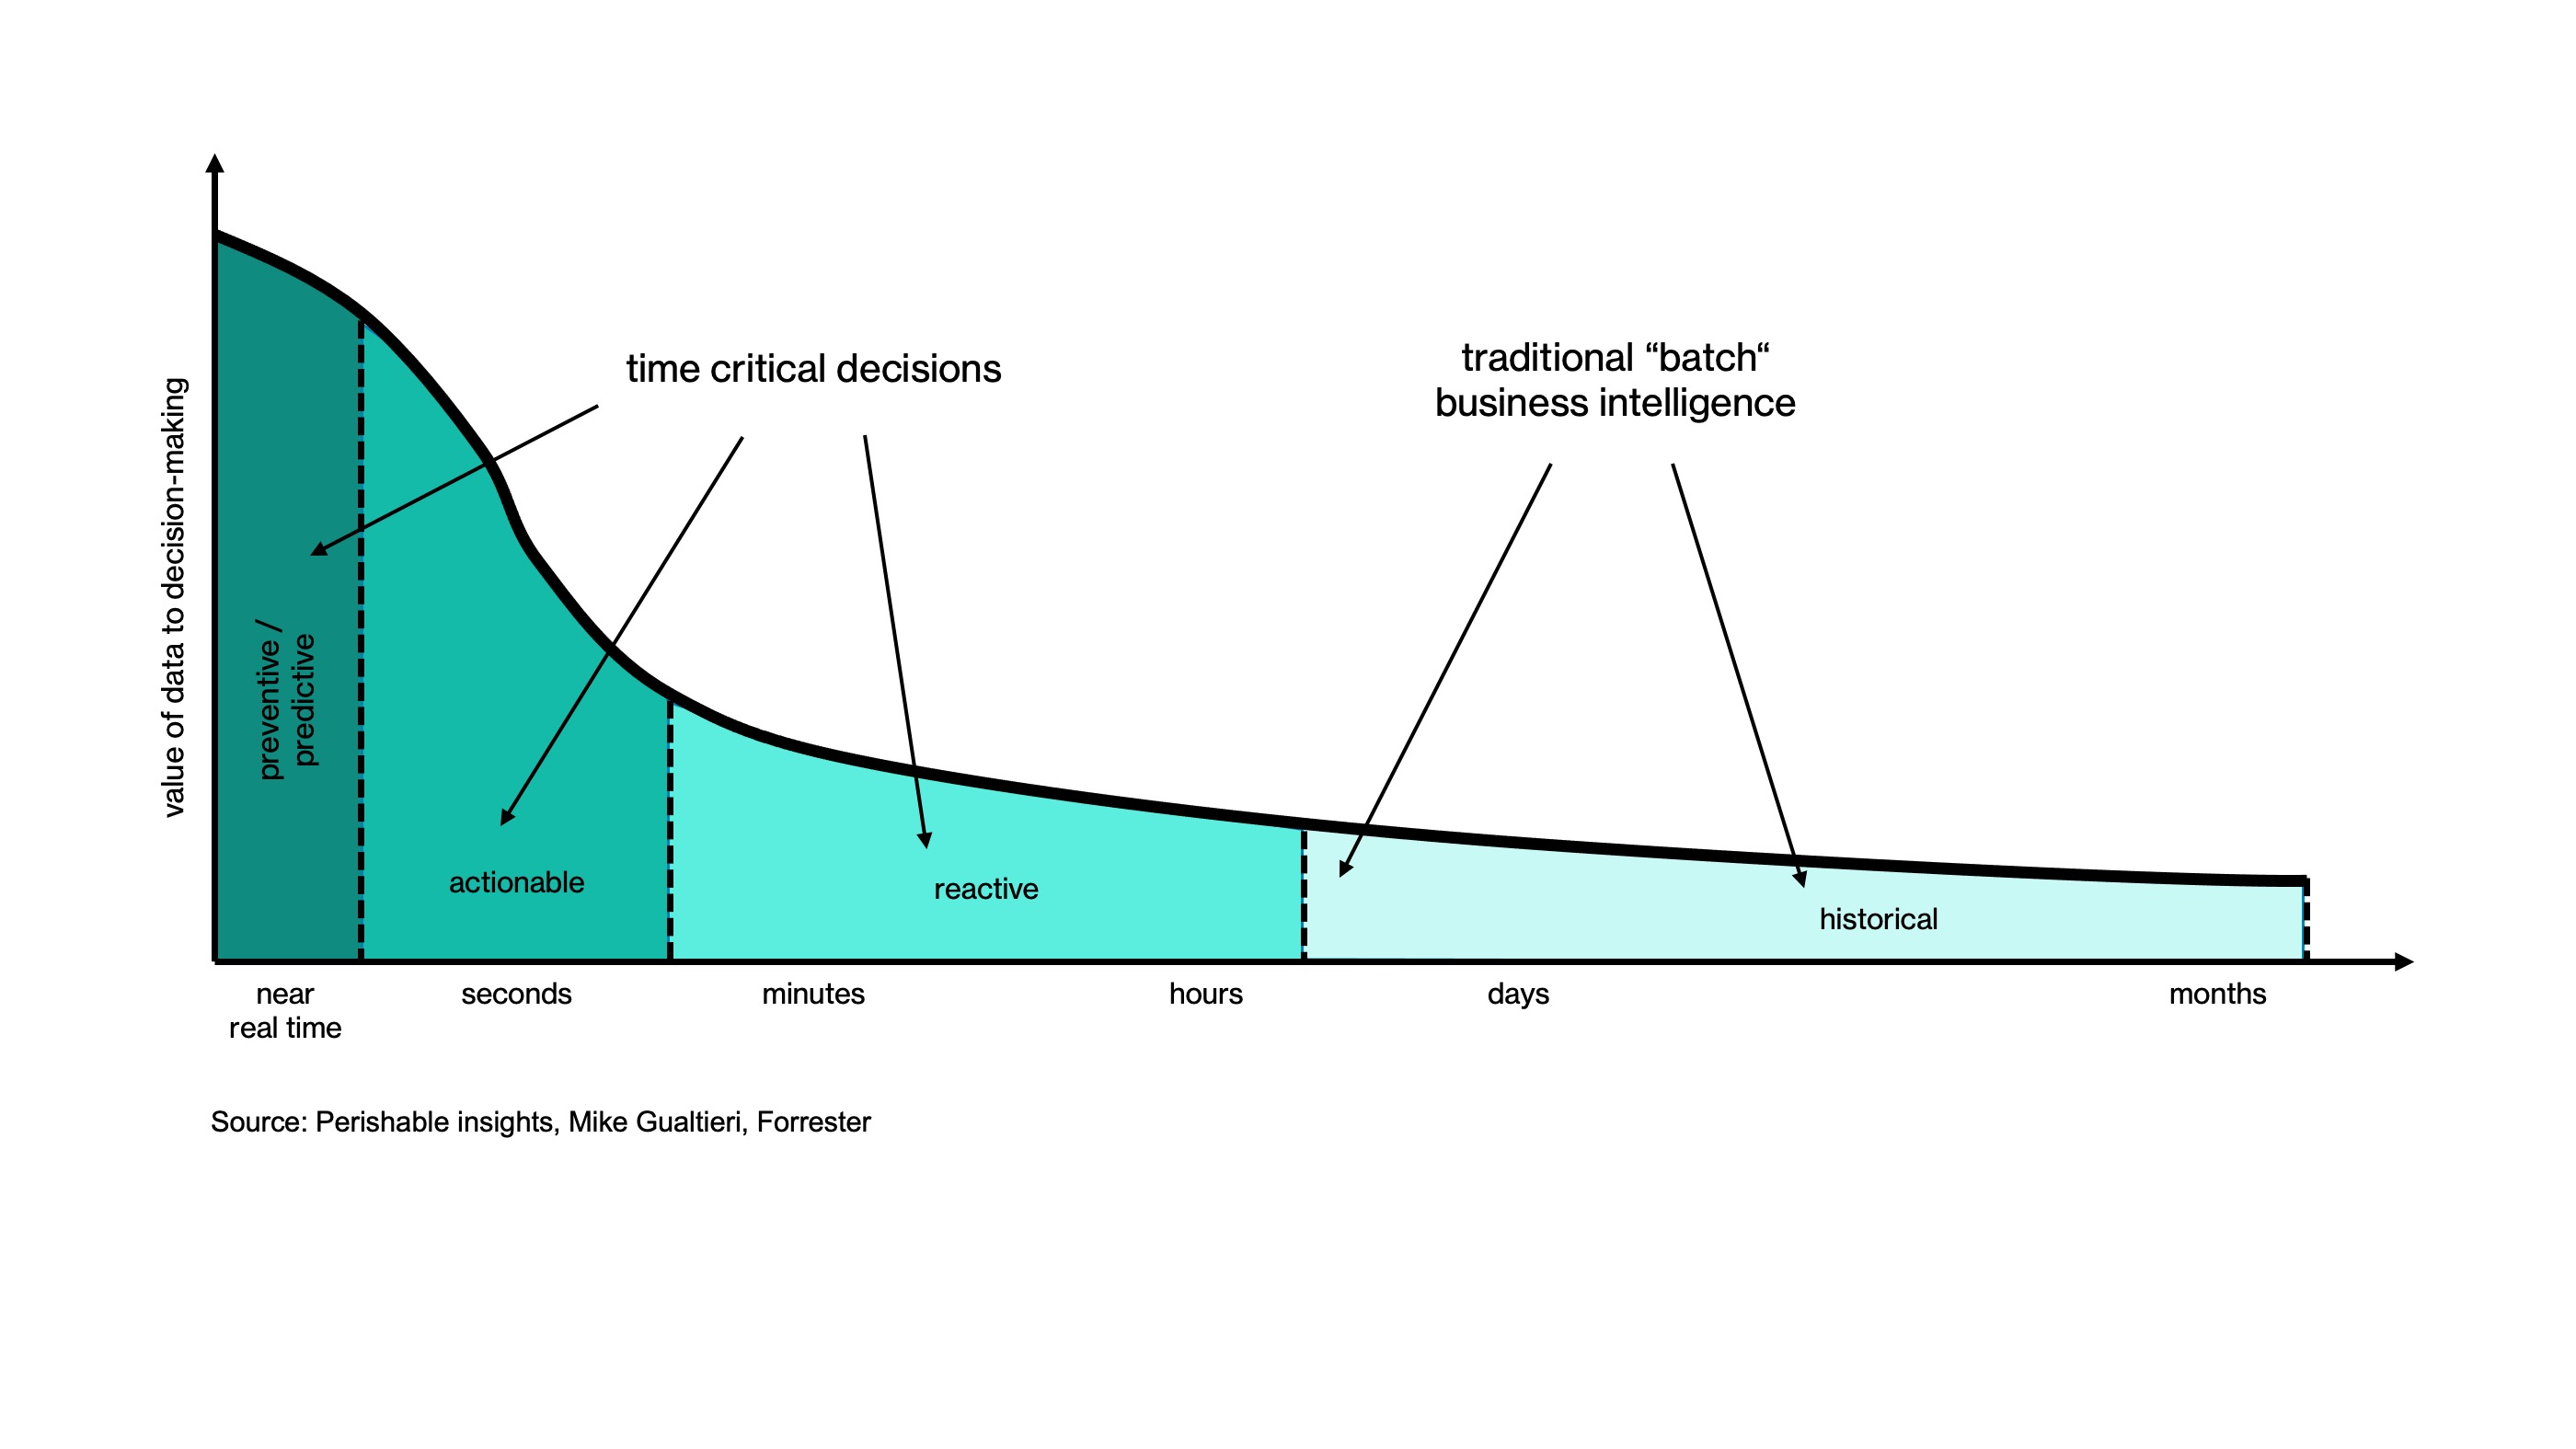 time critical decisions
traditional “batch“
business intelligence
value of data to decision-making
preventive /
predictive
actionable
reactive
historical
near
real time
seconds
minutes
hours
days
months
Source: Perishable insights, Mike Gualtieri, Forrester